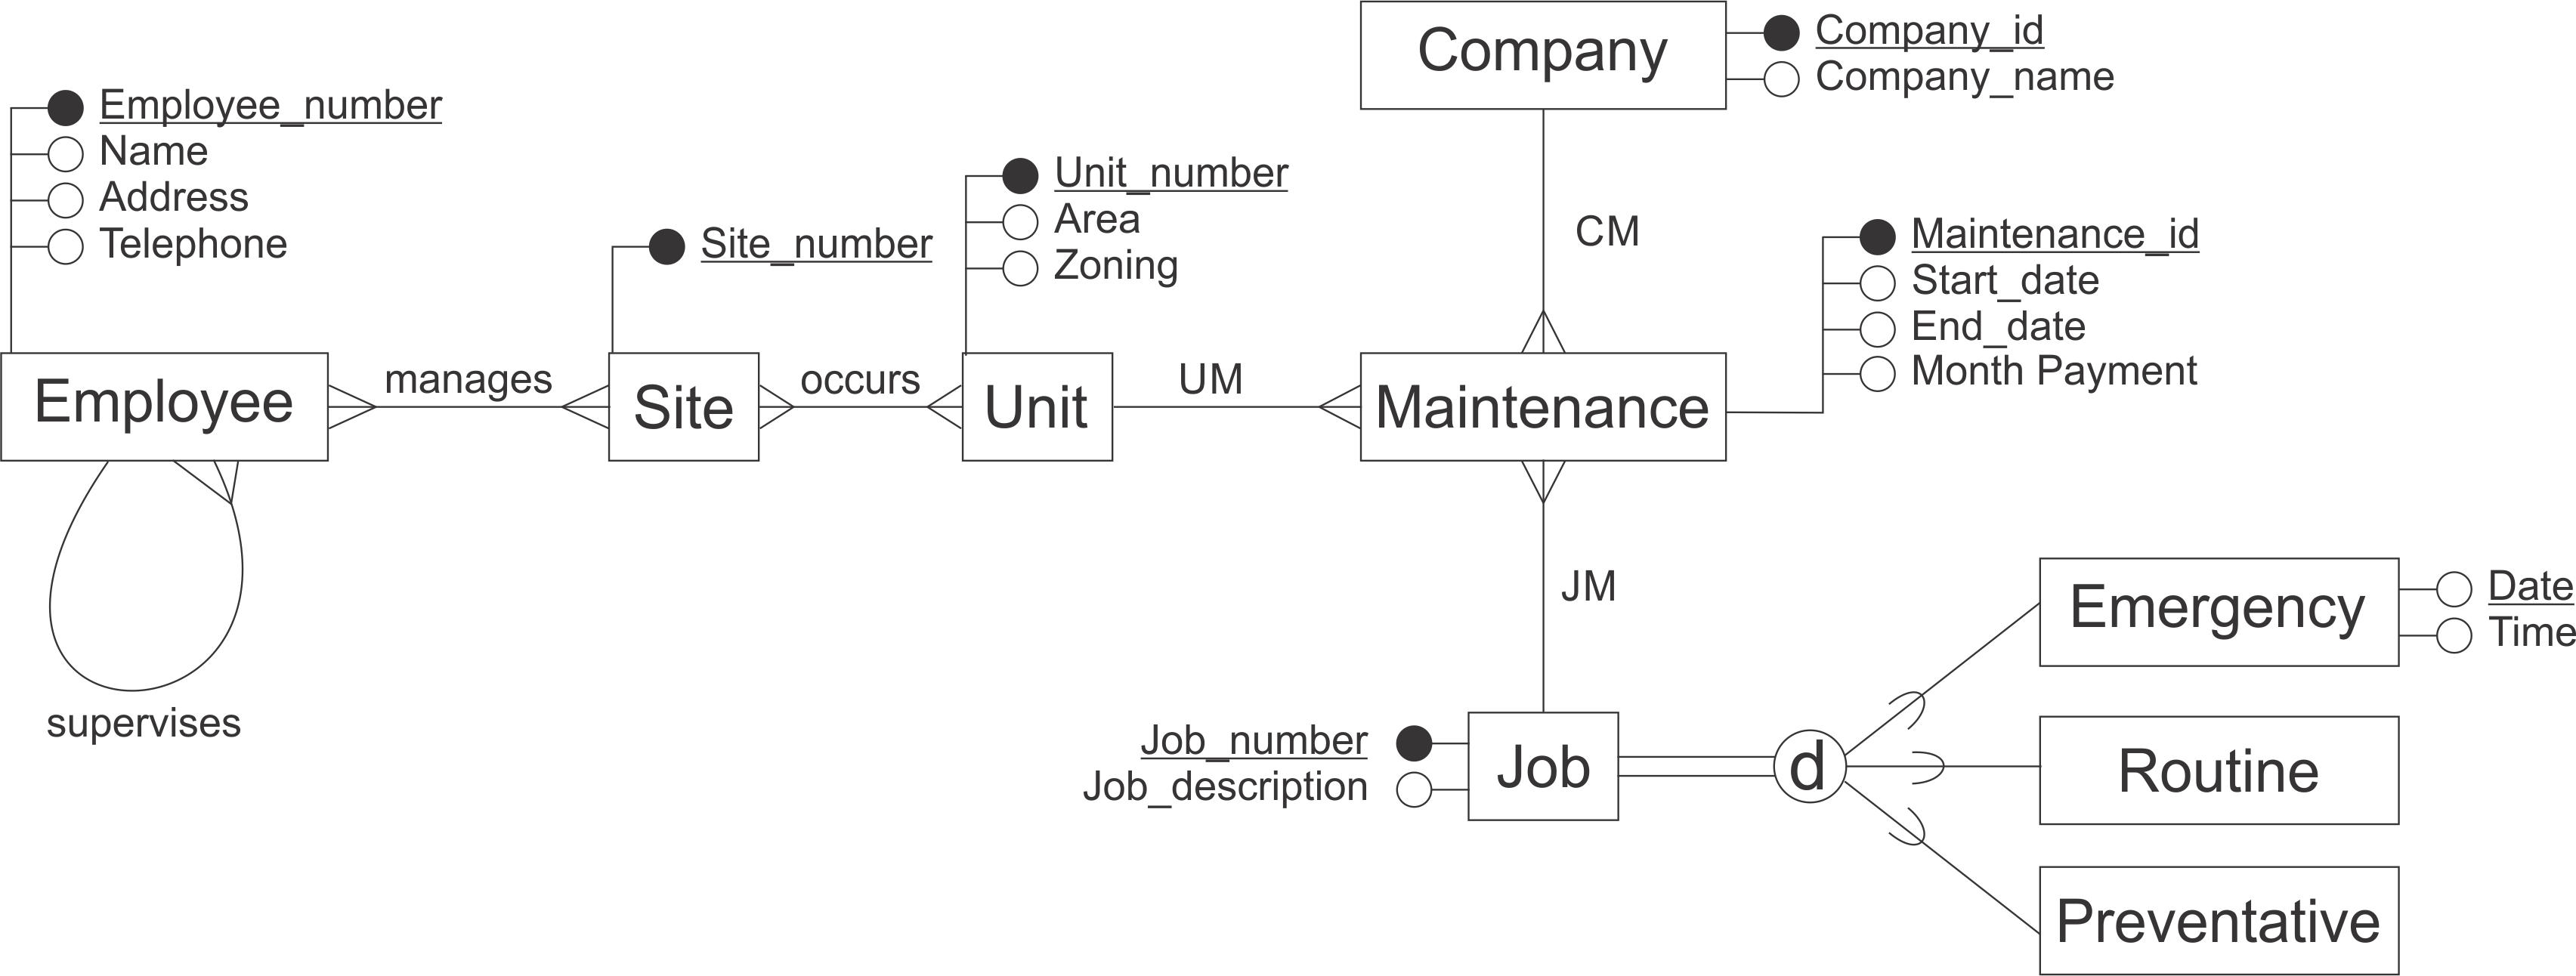 Company
Company_id
Company_name
Employee_number
Name
Address
Telephone
Unit_number
Area
Zoning
Site_number
CM
Maintenance_id
Start_date
End_date
Month Payment
Employee
manages
Site
occurs
Unit
UM
Maintenance
supervises
JM
Emergency
Date
Time
Job_number
Job_description
Job
d
Routine
Preventative